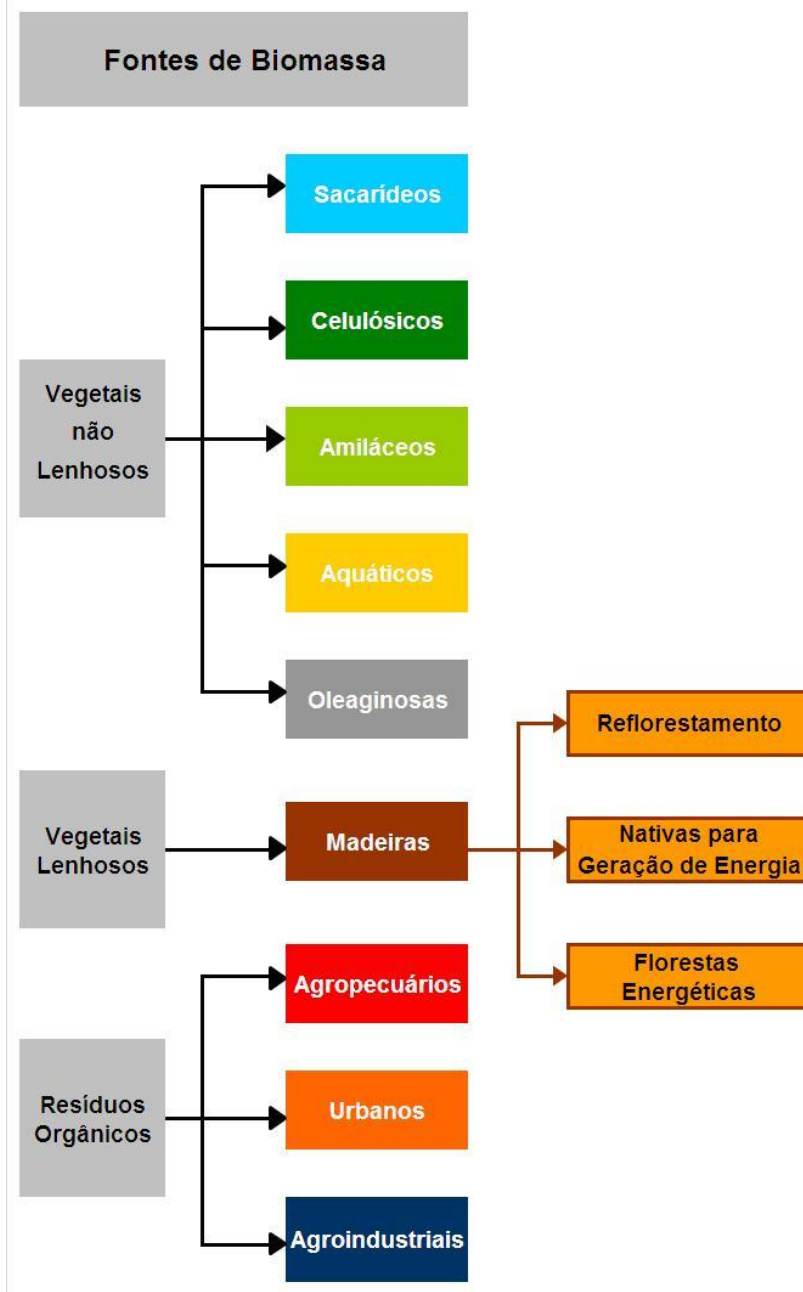 Fontes de Biomassa
Vegetais
não
Lenhosos
Sacarídeos
Celulósicos
Amiláceos
Aquáticos
Oleaginosas
Vegetais
Lenhosos
Madeiras
Reflorestamento
Nativas para
Geração de Energia
Florestas
Energéticas
Resíduos
Orgânicos
Agropecuários
Urbanos
Agroindustriais